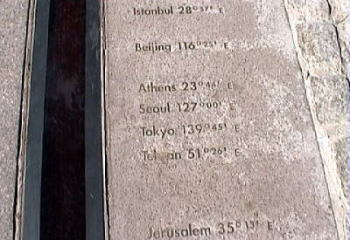 Istanbul 28°57' E
Beijing 116°25' E
Athens 23°44' E
Seoul 127°00' E
Tokyo 139°45' E
51°26' E
Jerusalem 35°13' E